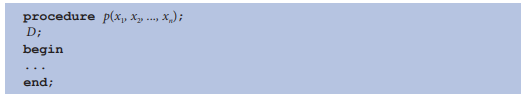 procedure p(x₁, x₂, ..., xₙ);
D;
begin
. . .
end;